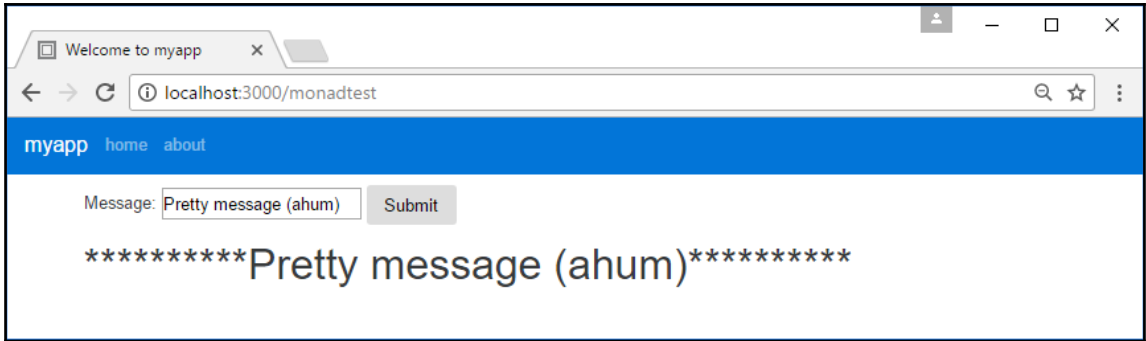 Welcome to myapp
localhost:3000/monadtest
myapp home about
Message: Pretty message (ahum) Submit
**********Pretty message (ahum)**********